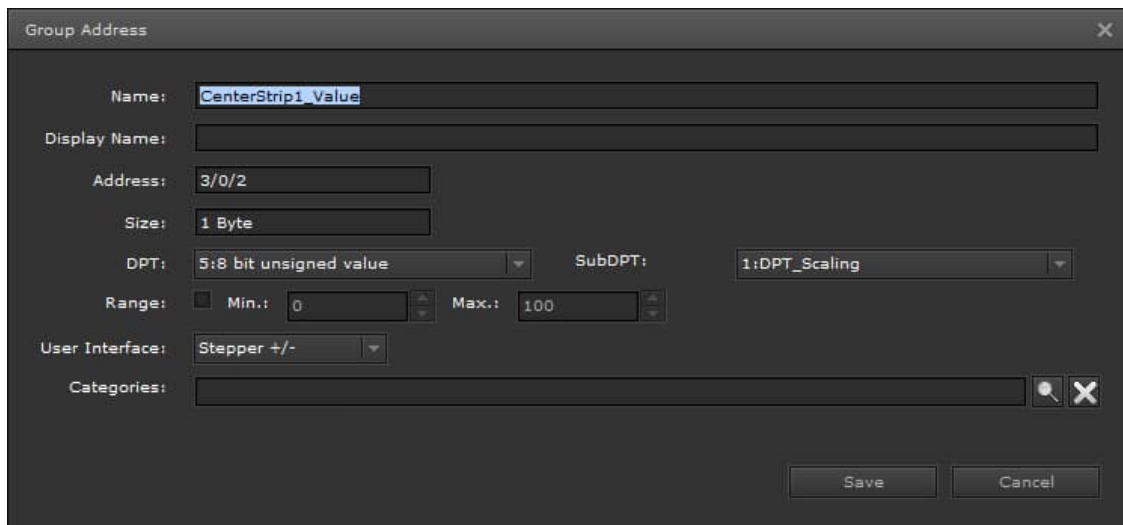 Group Address
Name: CenterStrip1_Value
Display Name:
Address: 3/0/2
Size: 1 Byte
DPT: 5:8 bit unsigned value SubDPT: 1:DPT_Scaling
Range: Min.: 0 Max.: 100
User Interface: Stepper +/-
Categories:
Save Cancel